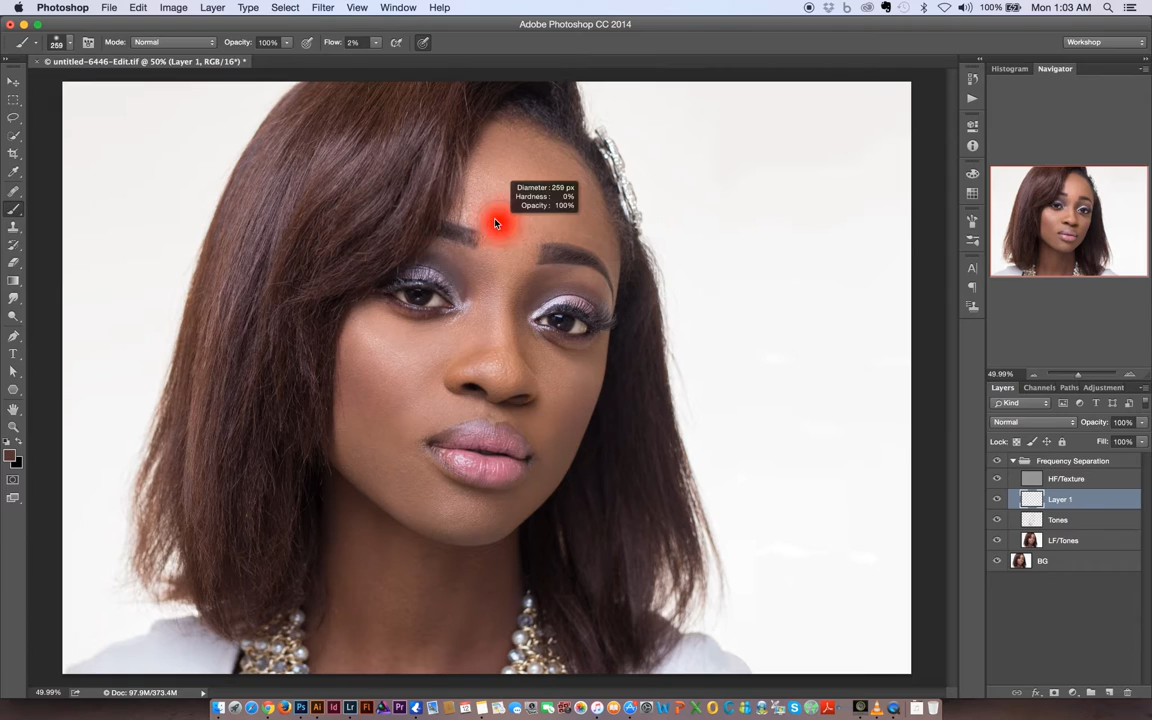 Photoshop File Edit Image Layer Type Select Filter View Window Help
100% Mon 1:03 AM
Adobe Photoshop CC 2014
259 Mode: Normal Opacity: 100% Flow: 2% Workshop
× © untitled-6446-Edit.tif @ 50% (Layer 1, RGB/16*) *
Histogram Navigator
Diameter: 259 px
Hardness: 0%
Opacity: 100%
49.99%
Layers Channels Paths Adjustment
Kind
Normal Opacity: 100%
Lock: Fill: 100%
Frequency Separation
HF/Texture
Layer 1
Tones
LF/Tones
BG
49.99% Doc: 97.9M/373.4M